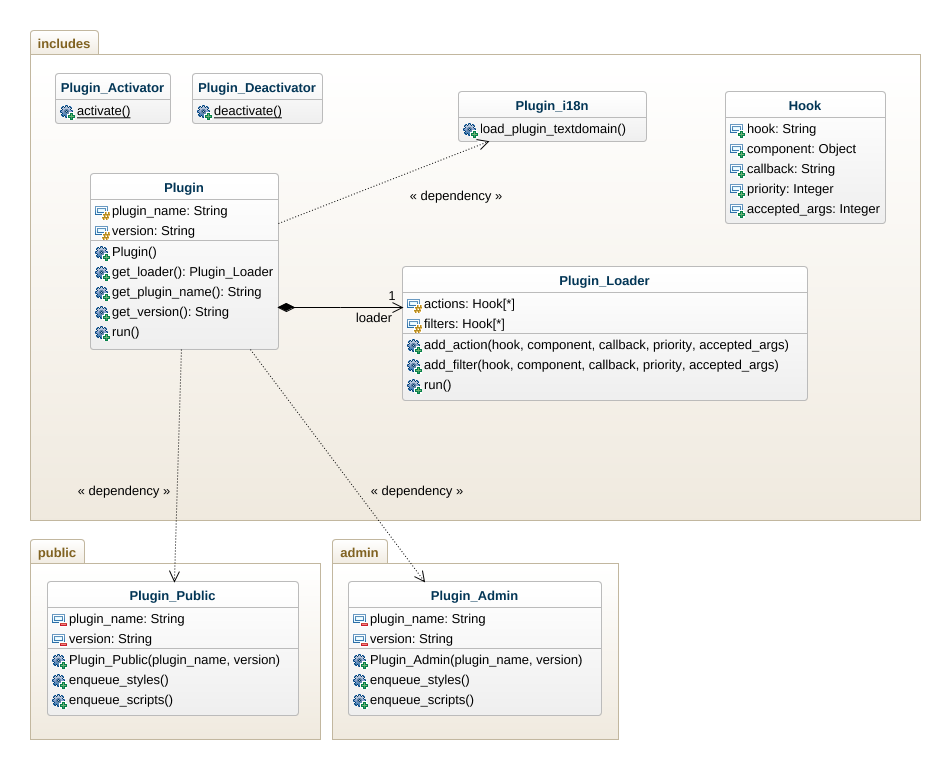 includes
Plugin_Activator
activate()
Plugin_Deactivator
deactivate()
Plugin_i18n
load_plugin_textdomain()
Hook
hook: String
component: Object
callback: String
priority: Integer
accepted_args: Integer
« dependency »
Plugin
plugin_name: String
version: String
Plugin()
get_loader(): Plugin_Loader
get_plugin_name(): String
get_version(): String
run()
1
loader
Plugin_Loader
actions: Hook[*]
filters: Hook[*]
add_action(hook, component, callback, priority, accepted_args)
add_filter(hook, component, callback, priority, accepted_args)
run()
« dependency »
« dependency »
public
Plugin_Public
plugin_name: String
version: String
Plugin_Public(plugin_name, version)
enqueue_styles()
enqueue_scripts()
admin
Plugin_Admin
plugin_name: String
version: String
Plugin_Admin(plugin_name, version)
enqueue_styles()
enqueue_scripts()